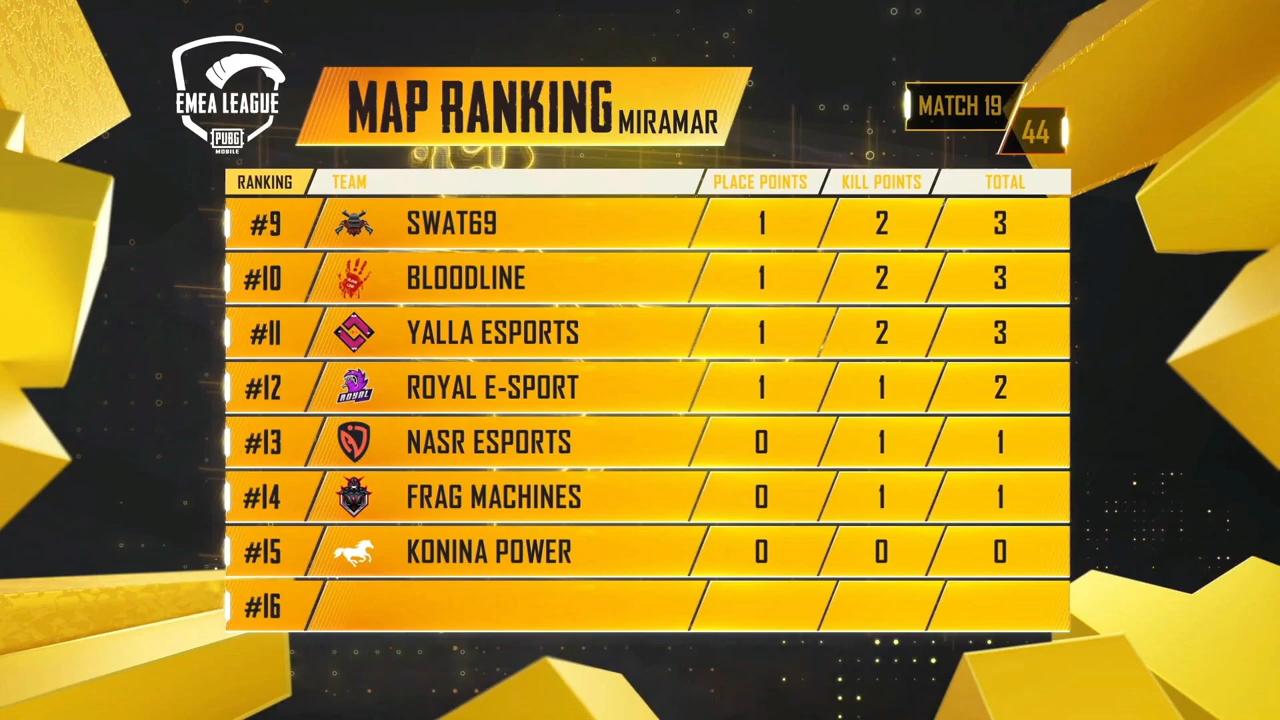 EMEA LEAGUE
PUBG
MOBILE
MAP RANKING MIRAMAR
MATCH 19
44
RANKING TEAM PLACE POINTS KILL POINTS TOTAL
#9 SWAT69 1 2 3
#10 BLOODLINE 1 2 3
#11 YALLA ESPORTS 1 2 3
#12 ROYAL ROYAL E-SPORT 1 1 2
#13 NASR ESPORTS 0 1 1
#14 FRAG MACHINES 0 1 1
#15 KONINA POWER 0 0 0
#16